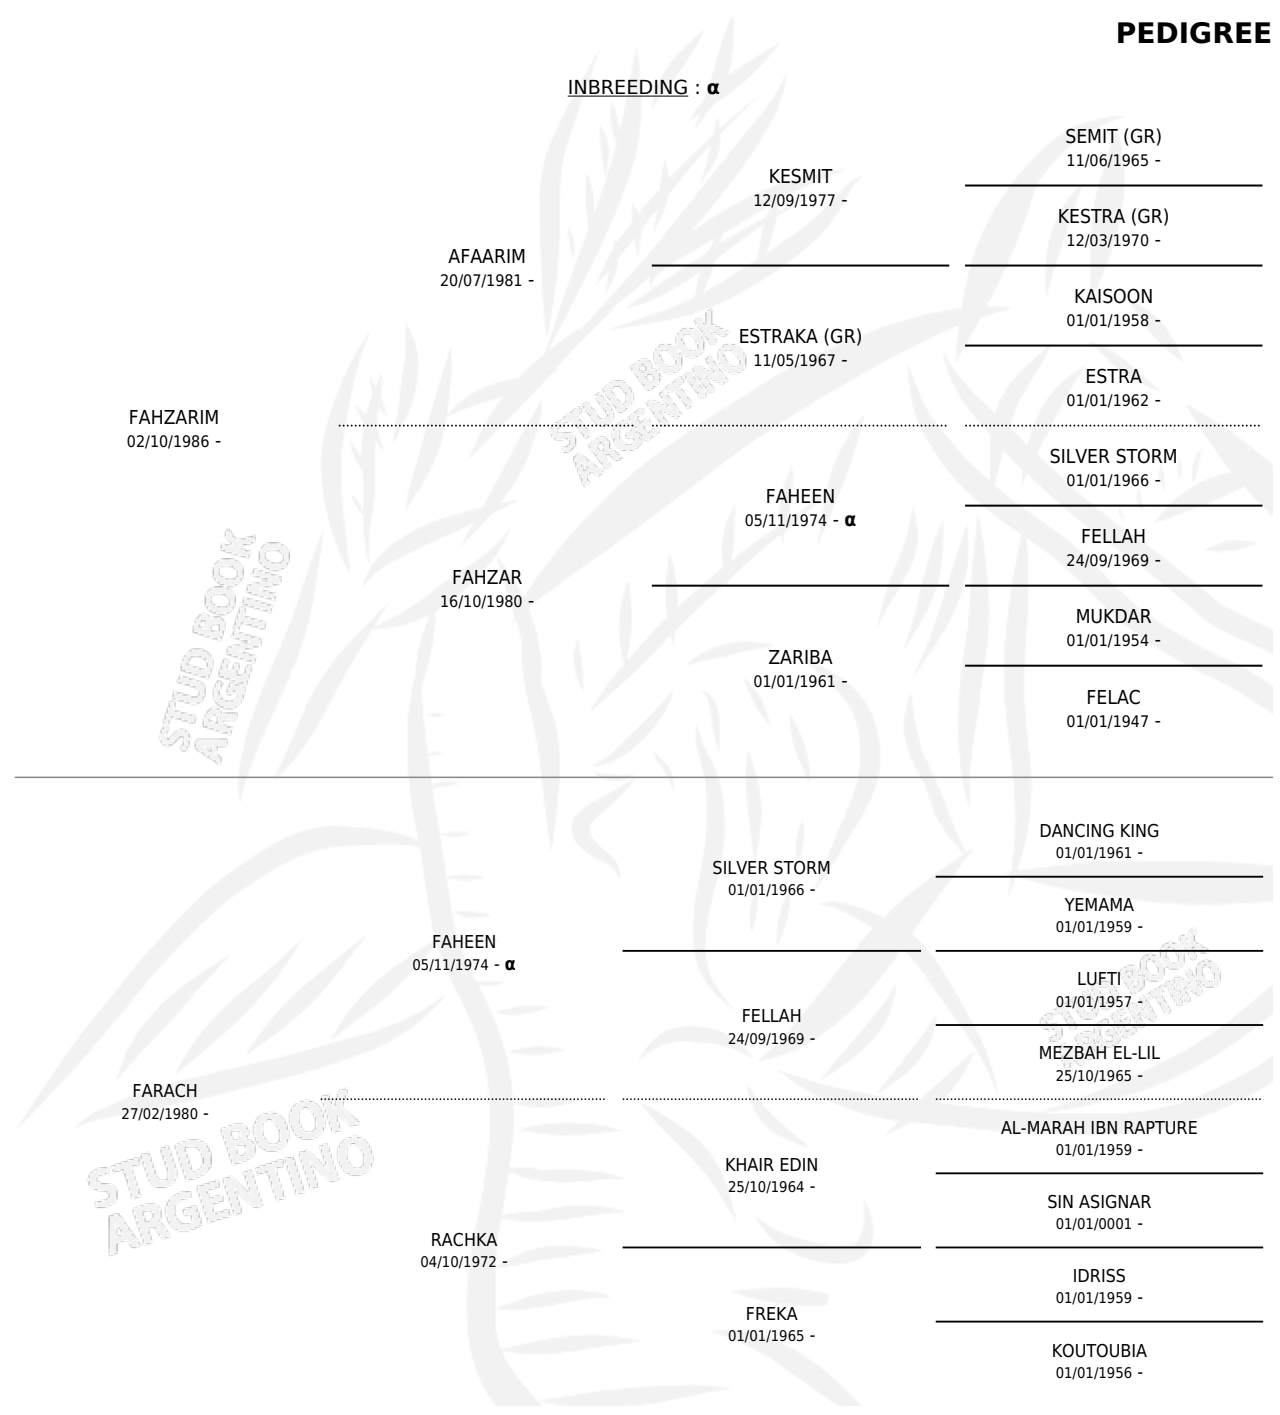 PEDIGREE
INBREEDING : α
SEMIT (GR)
11/06/1965 -
KESMIT
12/09/1977 -
KESTRA (GR)
12/03/1970 -
AFAARIM
20/07/1981 -
KAISOON
01/01/1958 -
ESTRAKA (GR)
11/05/1967 -
ESTRA
01/01/1962 -
FAHZARIM
02/10/1986 -
SILVER STORM
01/01/1966 -
FAHEEN
05/11/1974 - α
FELLAH
24/09/1969 -
FAHZAR
16/10/1980 -
MUKDAR
01/01/1954 -
ZARIBA
01/01/1961 -
FELAC
01/01/1947 -
STUD BOOK
ARGENTINO
STUD BOOK
ARGENTINO
DANCING KING
01/01/1961 -
SILVER STORM
01/01/1966 -
YEMAMA
01/01/1959 -
FAHEEN
05/11/1974 - α
LUFTI
01/01/1957 -
FELLAH
24/09/1969 -
MEZBAH EL-LIL
25/10/1965 -
FARACH
27/02/1980 -
AL-MARAH IBN RAPTURE
01/01/1959 -
KHAIR EDIN
25/10/1964 -
SIN ASIGNAR
01/01/0001 -
RACHKA
04/10/1972 -
IDRISS
01/01/1959 -
FREKA
01/01/1965 -
KOUTOUBIA
01/01/1956 -
STUD BOOK
ARGENTINO
STUD BOOK
ARGENTINO